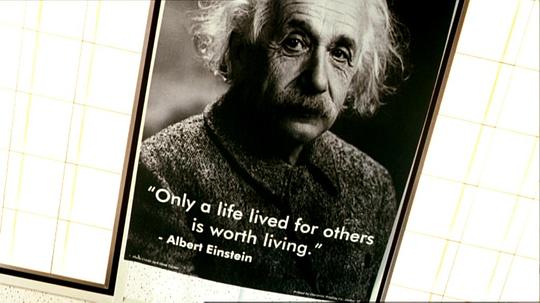 “Only a life lived for others
is worth living.”
- Albert Einstein